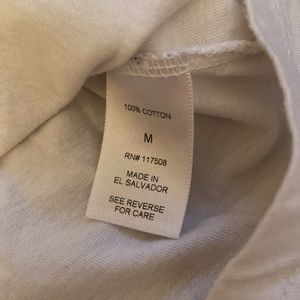 100% COTTON
M
RN# 117508
MADE IN
EL SALVADOR
SEE REVERSE
FOR CARE